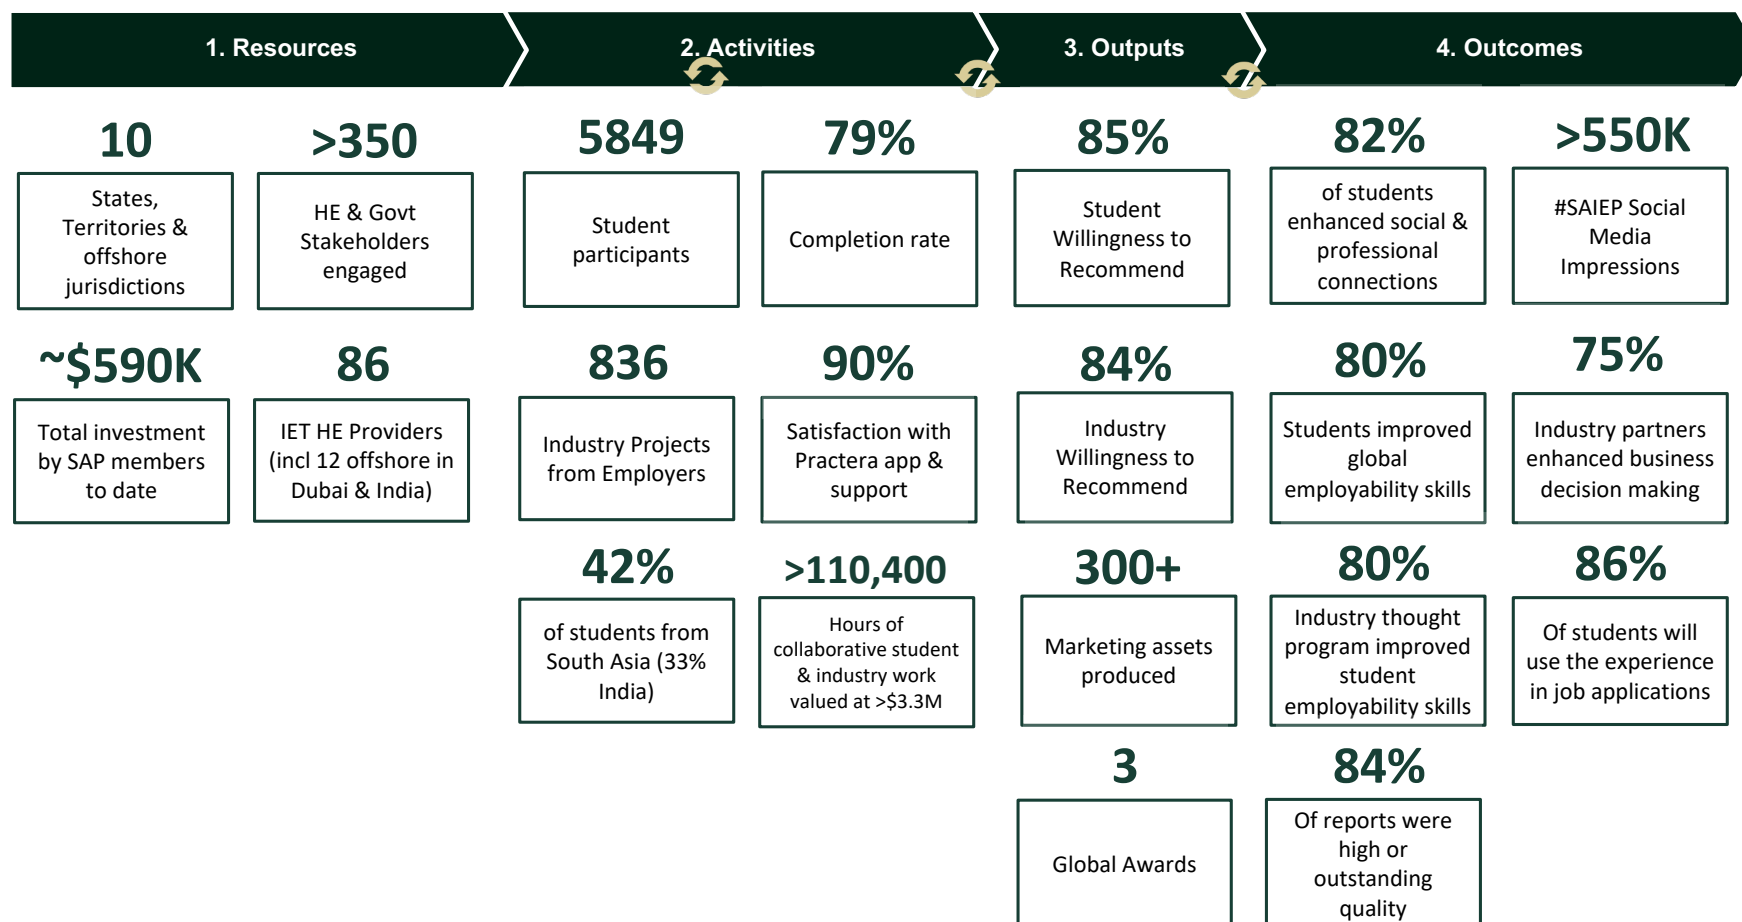 1. Resources
2. Activities
3. Outputs
4. Outcomes
10
States,
Territories &
offshore
jurisdictions
>350
HE & Govt
Stakeholders
engaged
5849
Student
participants
79%
Completion rate
85%
Student
Willingness to
Recommend
82%
of students
enhanced social &
professional
connections
>550K
#SAIEP Social
Media
Impressions
~$590K
Total investment
by SAP members
to date
86
IET HE Providers
(incl 12 offshore in
Dubai & India)
836
Industry Projects
from Employers
90%
Satisfaction with
Practera app &
support
84%
Industry
Willingness to
Recommend
80%
Students improved
global
employability skills
75%
Industry partners
enhanced business
decision making
42%
of students from
South Asia (33%
India)
>110,400
Hours of
collaborative student
& industry work
valued at >$3.3M
300+
Marketing assets
produced
80%
Industry thought
program improved
student
employability skills
86%
Of students will
use the experience
in job applications
3
Global Awards
84%
Of reports were
high or
outstanding
quality